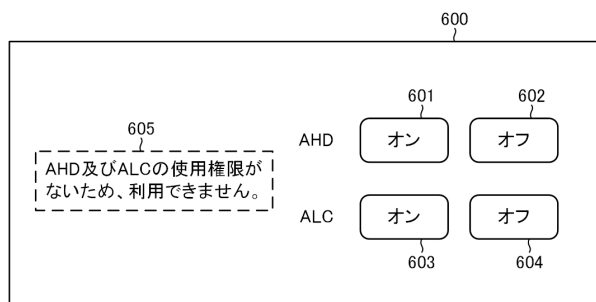 600
601
602
605
AHD
オン
オフ
AHD及びALCの使用権限が
ないため、利用できません。
ALC
オン
オフ
603
604